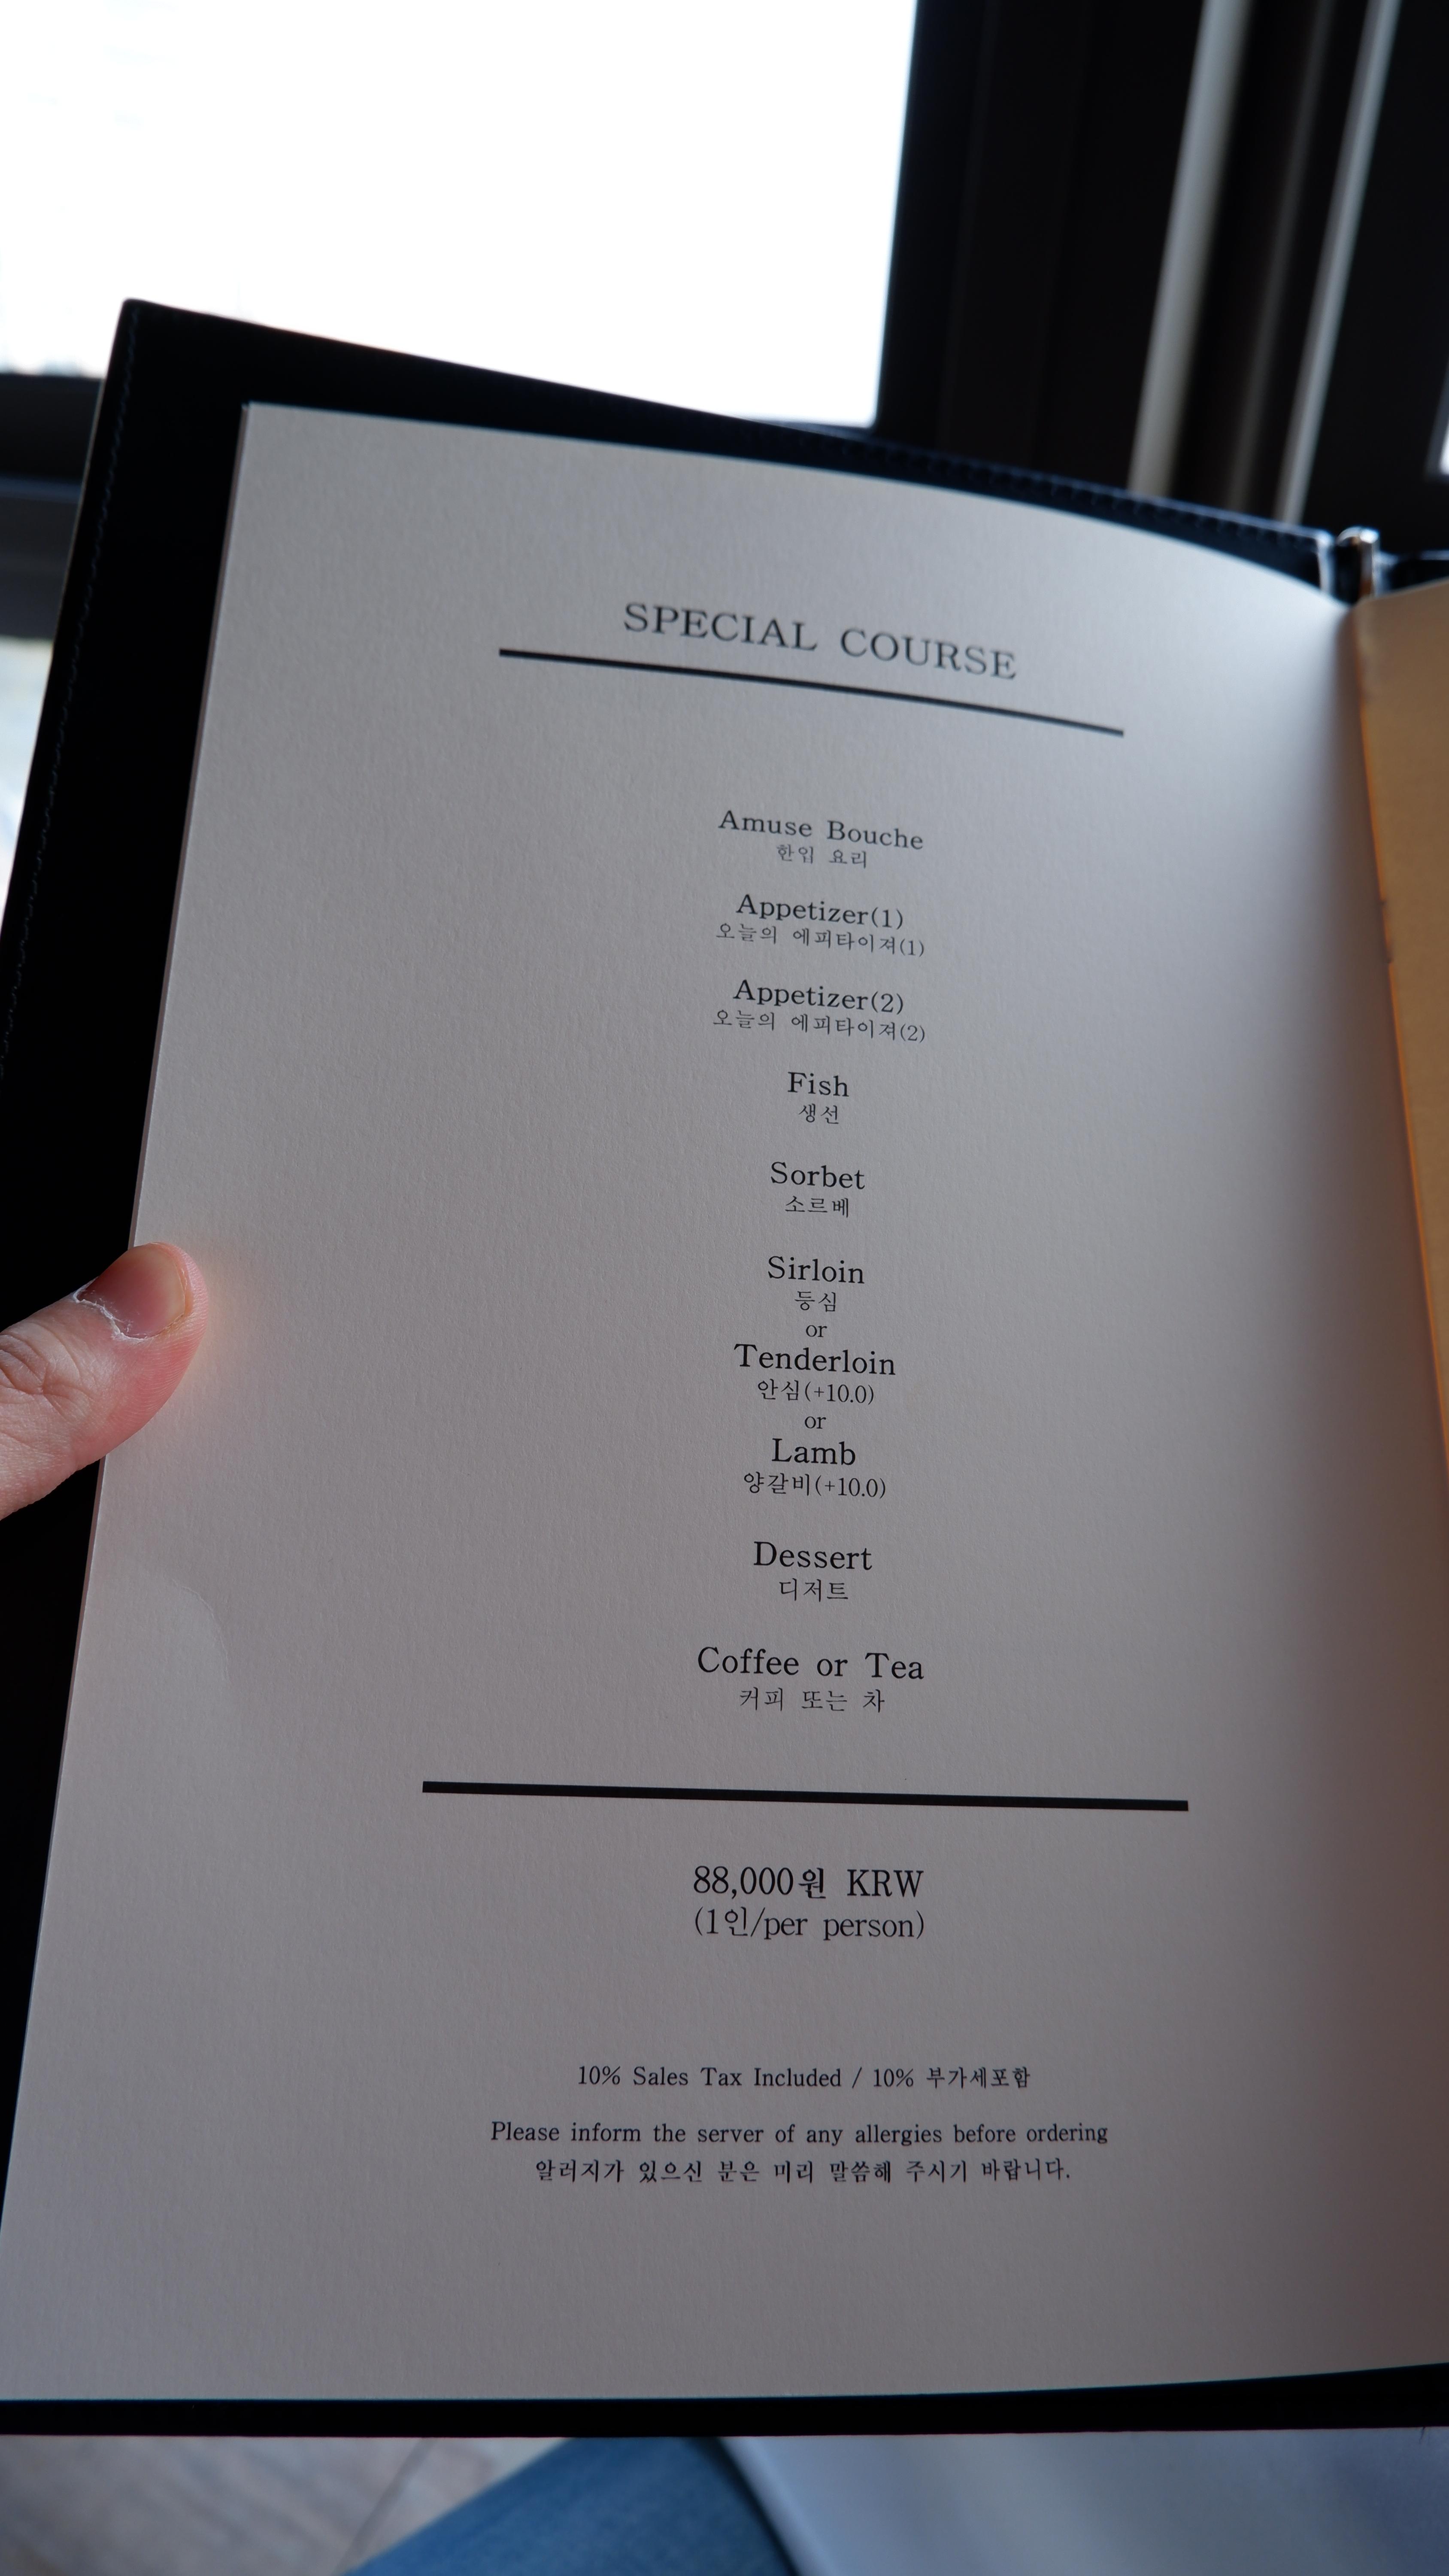 SPECIAL COURSE
Amuse Bouche
한입 요리
Appetizer(1)
오늘의 에피타이져(1)
Appetizer(2)
오늘의 에피타이져(2)
Fish
생선
Sorbet
소르베
Sirloin
등심
or
Tenderloin
안심(+10.0)
or
Lamb
양갈비(+10.0)
Dessert
디저트
Coffee or Tea
커피 또는 차
88,000원 KRW
(1인/per person)
10% Sales Tax Included / 10% 부가세포함
Please inform the server of any allergies before ordering
알러지가 있으신 분은 미리 말씀해 주시기 바랍니다.